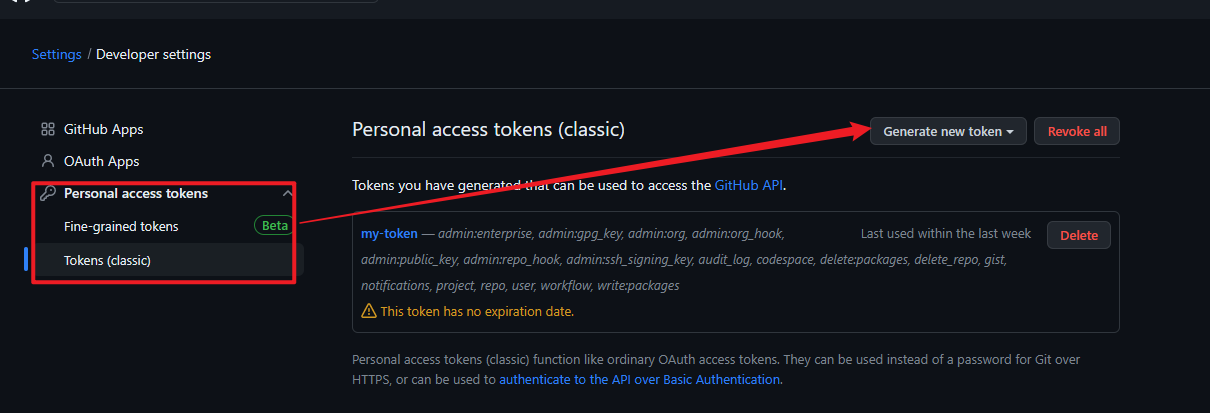 Settings / Developer settings
GitHub Apps
OAuth Apps
Personal access tokens
Fine-grained tokens Beta
Tokens (classic)
Personal access tokens (classic)
Generate new token
Revoke all
Tokens you have generated that can be used to access the GitHub API.
my-token — admin:enterprise, admin:gpg_key, admin:org, admin:org_hook,
admin:public_key, admin:repo_hook, admin:ssh_signing_key, audit_log, codespace, delete:packages, delete_repo, gist,
notifications, project, repo, user, workflow, write:packages
Last used within the last week
Delete
This token has no expiration date.
Personal access tokens (classic) function like ordinary OAuth access tokens. They can be used instead of a password for Git over
HTTPS, or can be used to authenticate to the API over Basic Authentication.